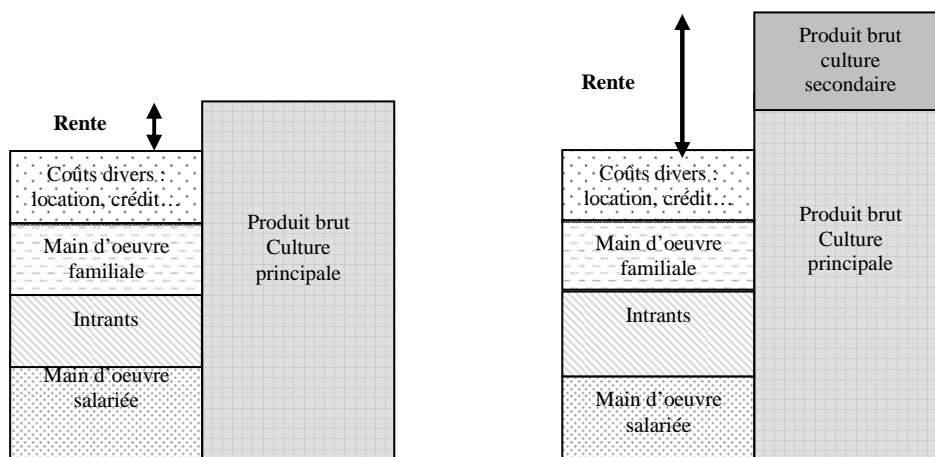 Rente
Coûts divers :
location, crédit…
Main d'oeuvre
familiale
Intrants
Main d'oeuvre
salariée
Produit brut
Culture
principale
Rente
Coûts divers :
location, crédit…
Main d'oeuvre
familiale
Intrants
Main d'oeuvre
salariée
Produit brut
culture
secondaire
Produit brut
Culture
principale